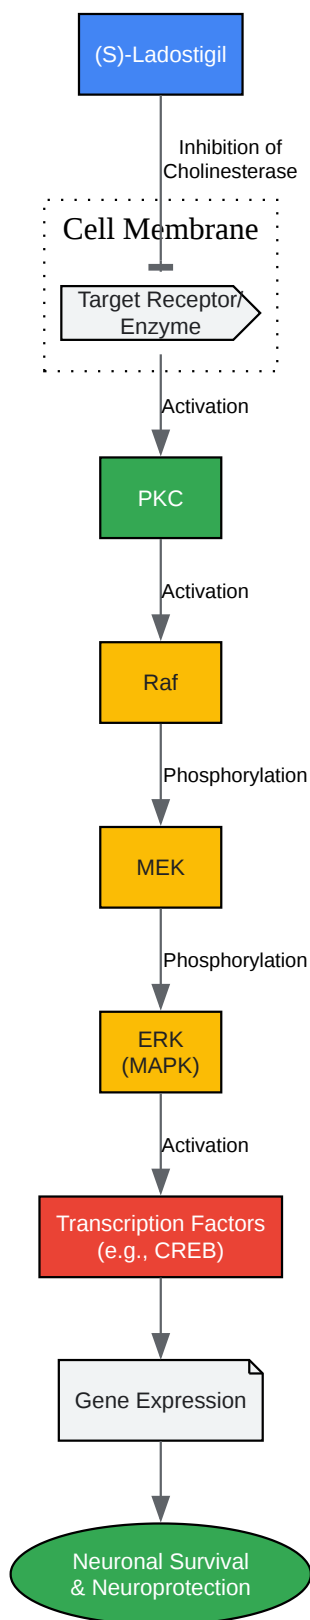 (S)-Ladostigil
Inhibition of
Cholinesterase
Cell Membrane
Target Receptor/
Enzyme
Activation
PKC
Activation
Raf
Phosphorylation
MEK
Phosphorylation
ERK
(MAPK)
Activation
Transcription Factors
(e.g., CREB)
Gene Expression
Neuronal Survival
& Neuroprotection